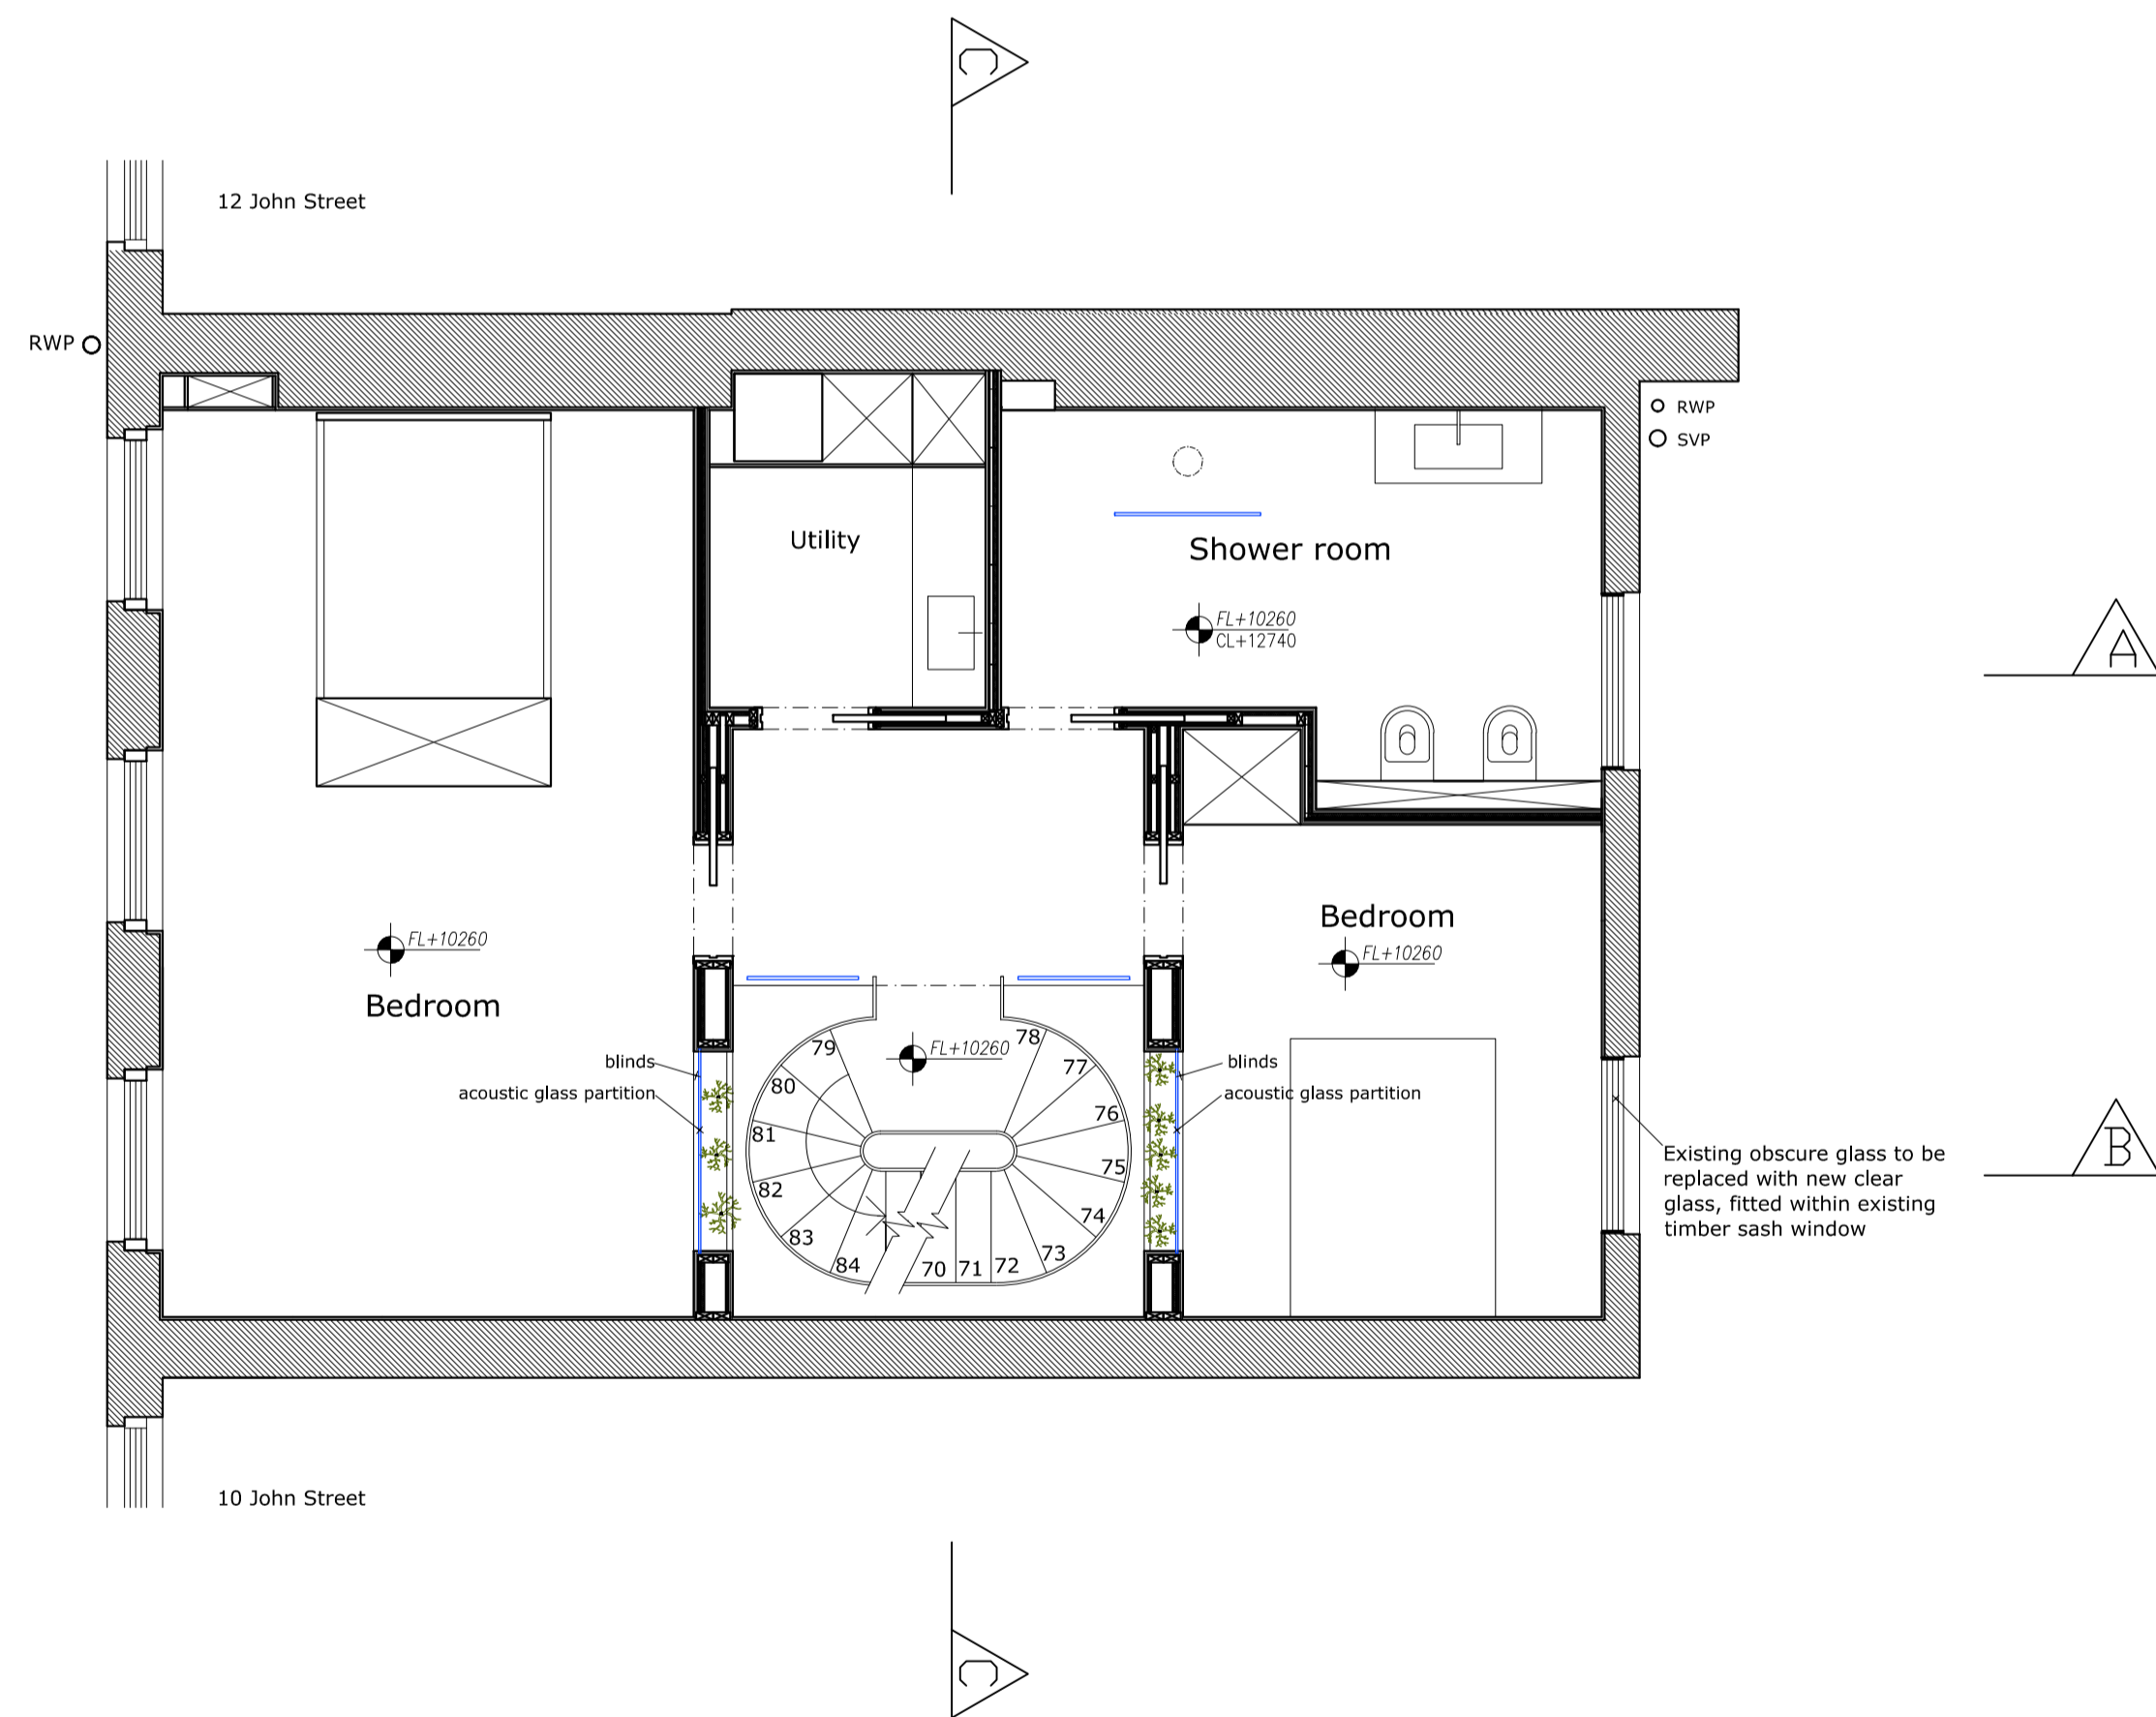 C
12 John Street
RWP
RWP
SVP
Utility
Shower room
FL+10260
CL+12740
A
Bedroom
FL+10260
FL+10260
Bedroom
blinds
acoustic glass partition
FL+10260
blinds
acoustic glass partition
79
80
81
82
83
84
70
71
72
73
74
75
76
77
78
B
Existing obscure glass to be
replaced with new clear
glass, fitted within existing
timber sash window
10 John Street
C